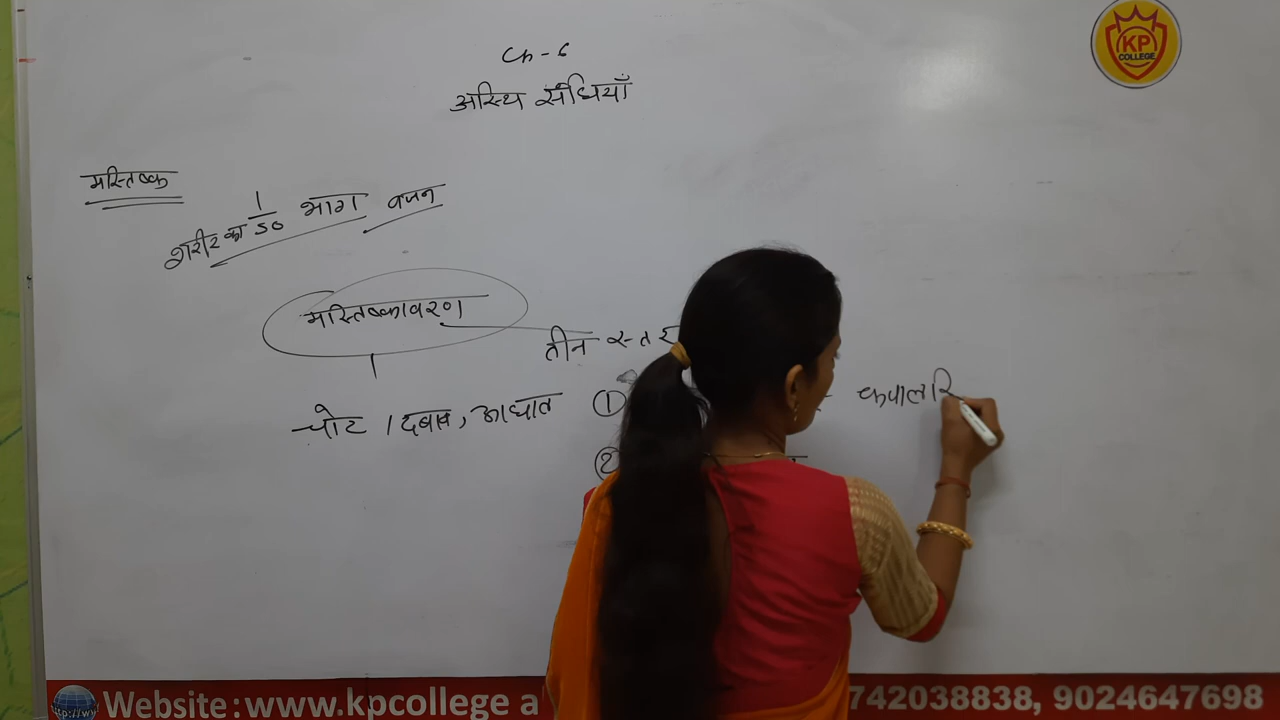 KP
COLLEGE
Ch - 6
अस्थि संधियाँ
मस्तिष्क
शरीर का 1/50 भाग वजन
मस्तिष्कावरण
तीन स्तर
चोट / दबाव, आघात
① कपालि
②
Website:www.kpcollege a
742038838, 9024647698